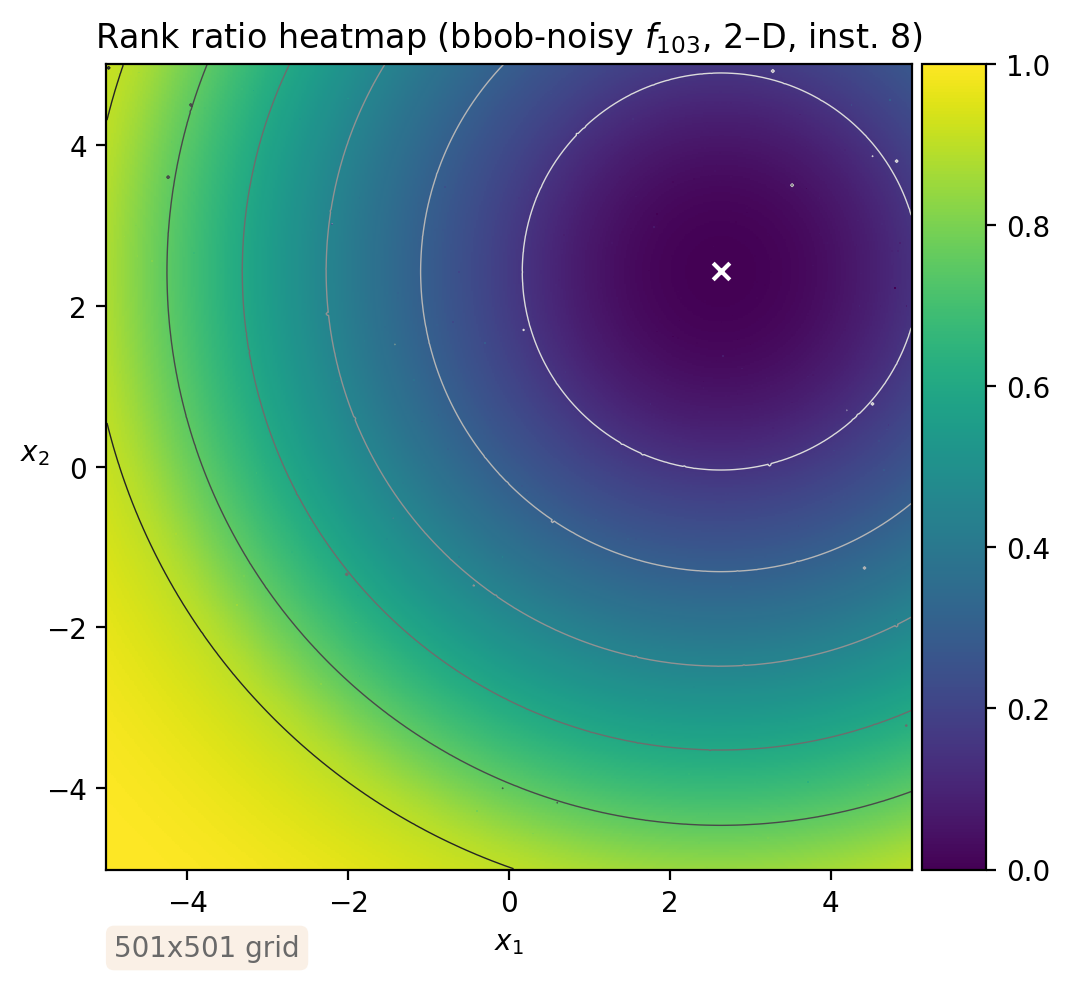 Rank ratio heatmap (bbob-noisy f₁₀₃, 2–D, inst. 8)
1.0
4
0.8
2
0.6
x₂
0
0.4
−2
0.2
−4
0.0
−4 −2 0 2 4
501x501 grid
x₁